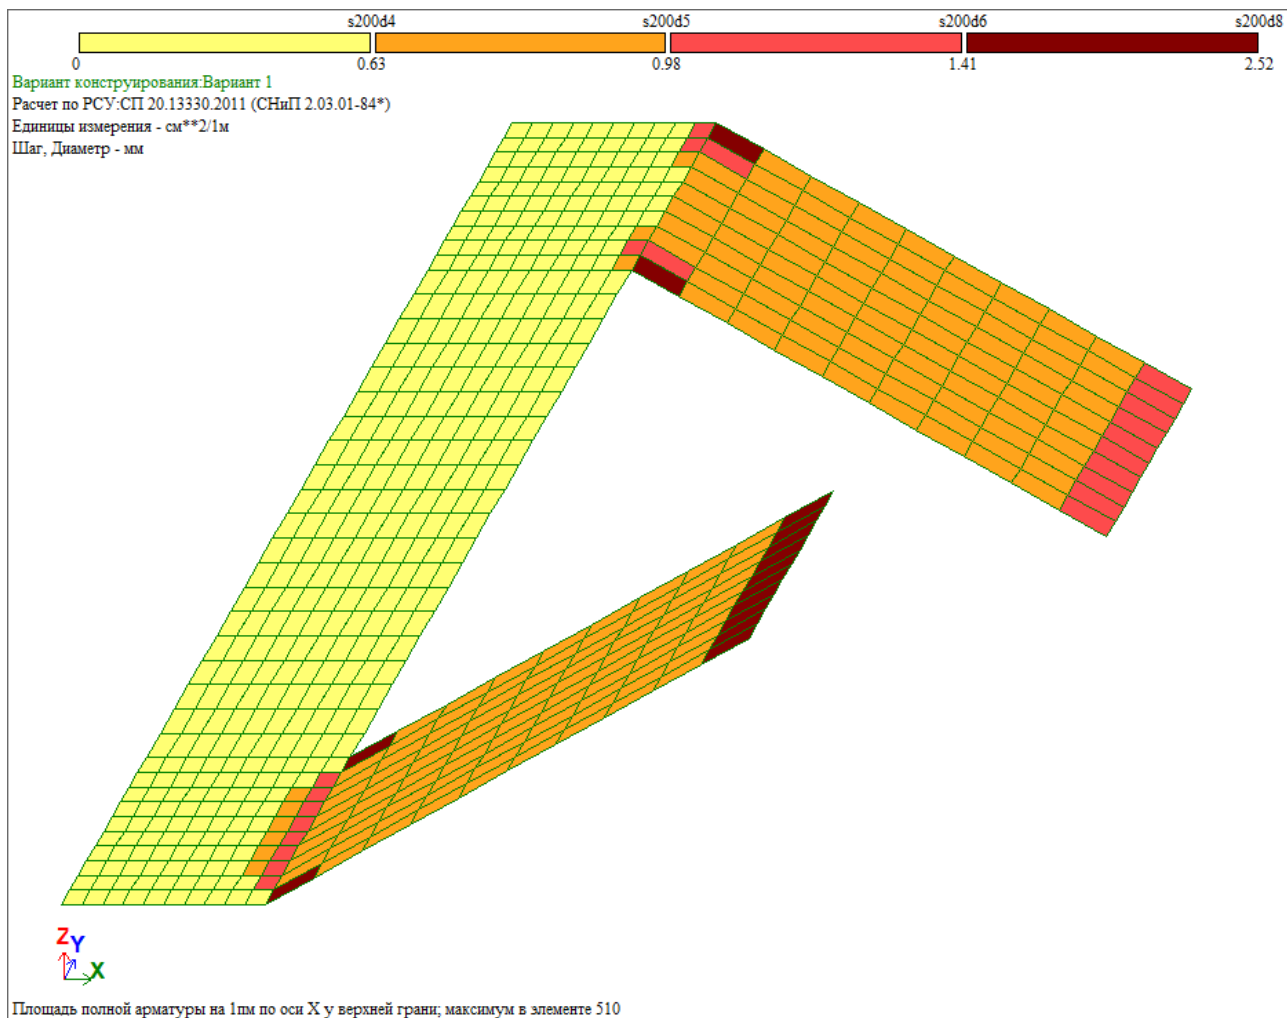 s200d4 s200d5 s200d6 s200d8
0 0.63 0.98 1.41 2.52
Вариант конструирования:Вариант 1
Расчет по РСУ:СП 20.13330.2011 (СНиП 2.03.01-84*)
Единицы измерения - см**2/1м
Шаг, Диаметр - мм
Z Y
X
Площадь полной арматуры на 1пм по оси X у верхней грани; максимум в элементе 510